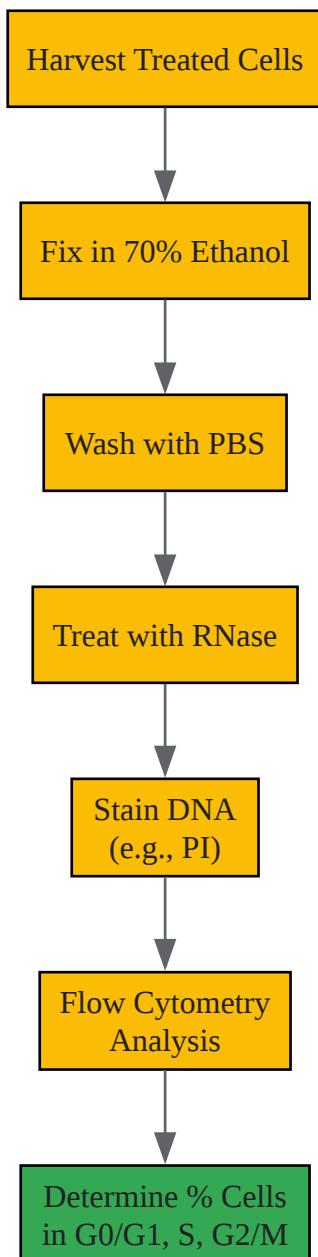 Harvest Treated Cells
Fix in 70% Ethanol
Wash with PBS
Treat with RNase
Stain DNA
(e.g., PI)
Flow Cytometry
Analysis
Determine % Cells
in G0/G1, S, G2/M